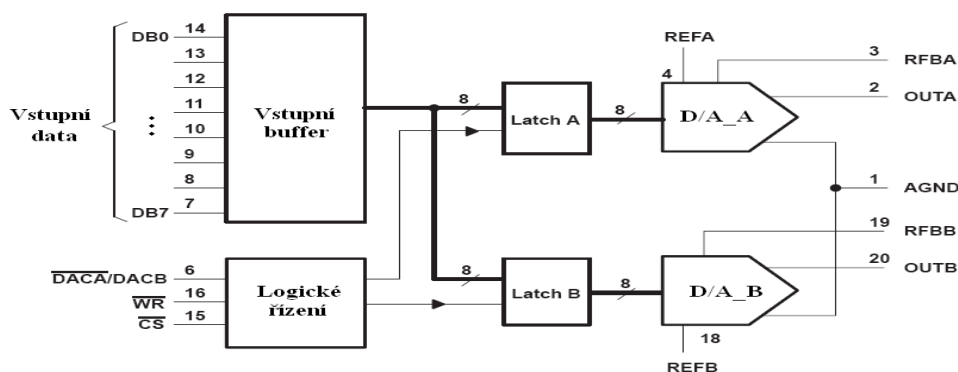 DB0
14
13
12
11
10
9
8
DB7
7
Vstupní
data
Vstupní
buffer
8
Latch A
8
REFA
4
D/A_A
3
RFBA
2
OUTA
1
AGND
19
RFBB
20
OUTB
DACA/DACB
6
WR
16
CS
15
Logické
řízení
8
Latch B
8
D/A_B
18
REFB